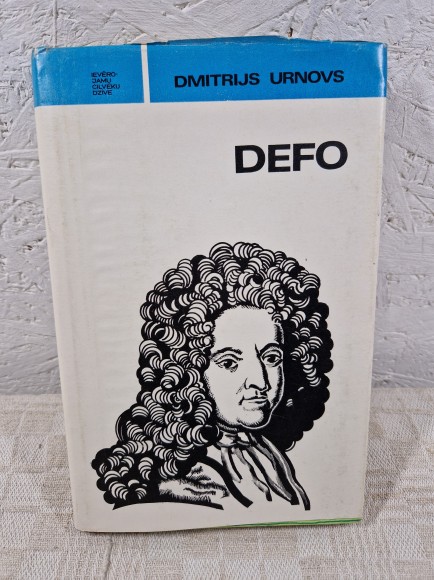 IEVĒRO-
JAMU
CILVĒKU
DZĪVE
DMITRIJS URNOVS
DEFO